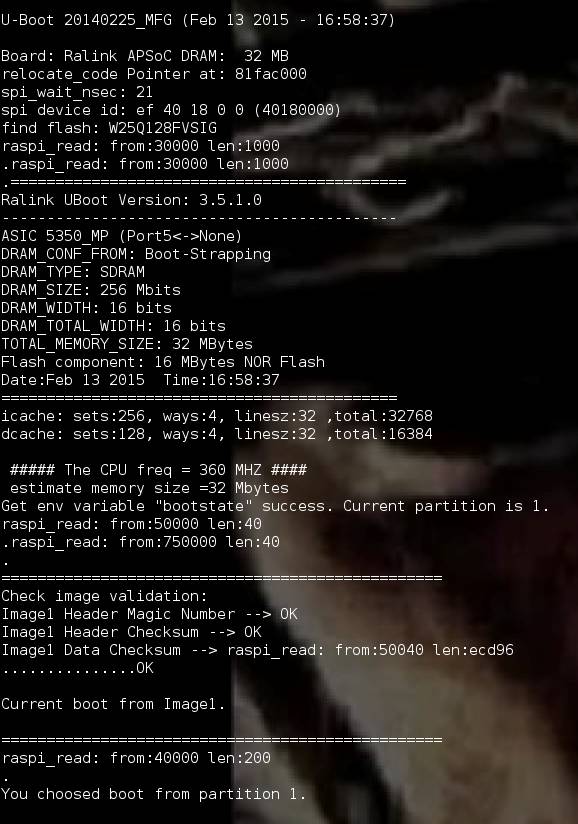 U-Boot 20140225_MFG (Feb 13 2015 - 16:58:37)
Board: Ralink APSoC DRAM:  32 MB
relocate_code Pointer at: 81fac000
spi_wait_nsec: 21
spi device id: ef 40 18 0 0 (40180000)
find flash: W25Q128FVSIG
raspi_read: from:30000 len:1000
.raspi_read: from:30000 len:1000
.============================================
Ralink UBoot Version: 3.5.1.0
--------------------------------------------
ASIC 5350_MP (Port5<->None)
DRAM_CONF_FROM: Boot-Strapping
DRAM_TYPE: SDRAM
DRAM_SIZE: 256 Mbits
DRAM_WIDTH: 16 bits
DRAM_TOTAL_WIDTH: 16 bits
TOTAL_MEMORY_SIZE: 32 MBytes
Flash component: 16 MBytes NOR Flash
Date:Feb 13 2015  Time:16:58:37
============================================
icache: sets:256, ways:4, linesz:32 ,total:32768
dcache: sets:128, ways:4, linesz:32 ,total:16384
 ##### The CPU freq = 360 MHZ ####
 estimate memory size =32 Mbytes
Get env variable "bootstate" success. Current partition is 1.
raspi_read: from:50000 len:40
.raspi_read: from:750000 len:40
.
=================================================
Check image validation:
Image1 Header Magic Number --> OK
Image1 Header Checksum --> OK
Image1 Data Checksum --> raspi_read: from:50040 len:ecd96
...............OK
Current boot from Image1.
=================================================
raspi_read: from:40000 len:200
.
You choosed boot from partition 1.